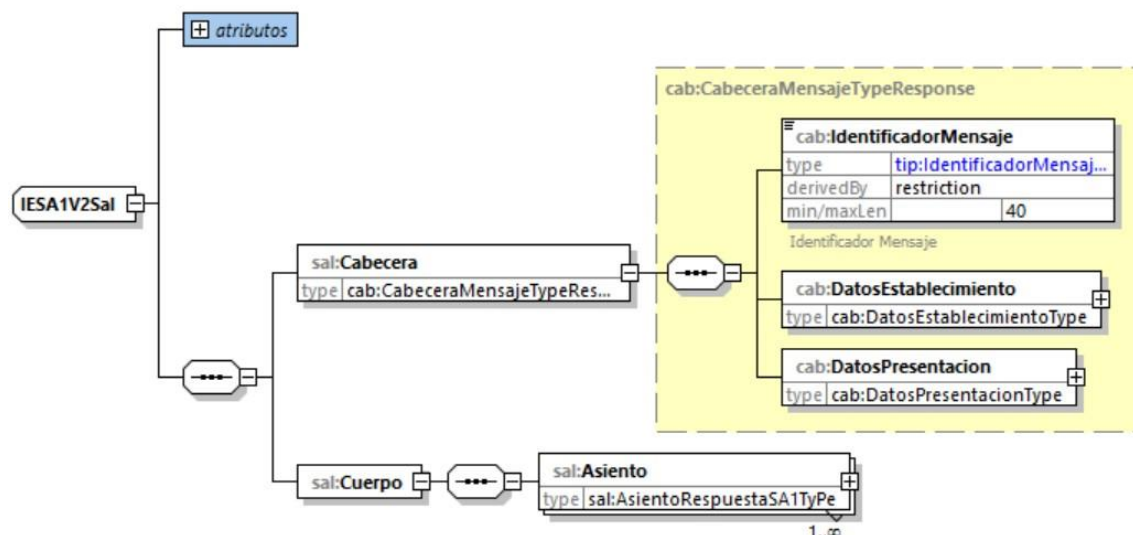 atributos
cab:CabeceraMensajeTypeResponse
cab:IdentificadorMensaje
type tip:IdentificadorMensaj...
derivedBy restriction
min/maxLen 40
Identificador Mensaje
IESA1V2Sal
sal:Cabecera
type cab:CabeceraMensajeTypeRes...
cab:DatosEstablecimiento
type cab:DatosEstablecimientoType
cab:DatosPresentacion
type cab:DatosPresentacionType
sal:Cuerpo
sal:Asiento
type sal:AsientoRespuestaSA1TyPe
1..∞